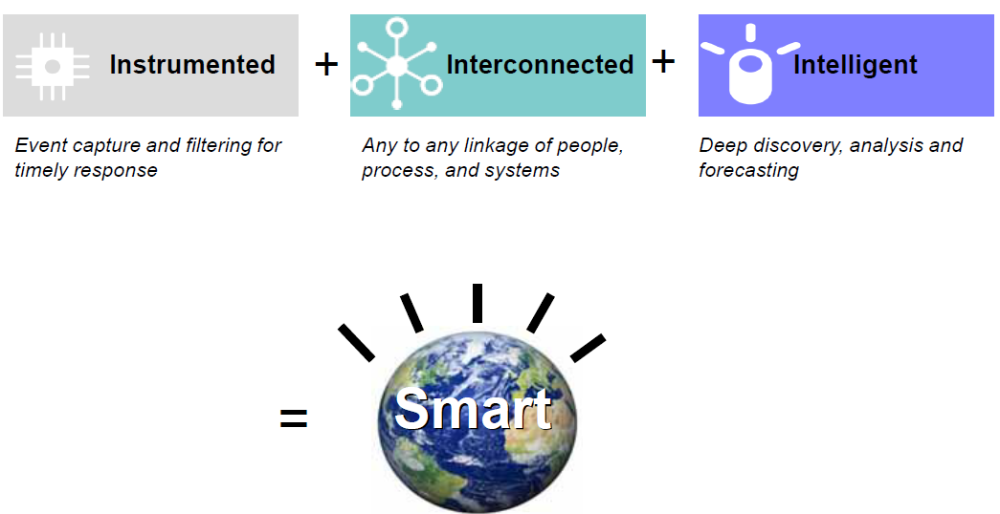 Instrumented + Interconnected + Intelligent
Event capture and filtering for
timely response
Any to any linkage of people,
process, and systems
Deep discovery, analysis and
forecasting
= Smart